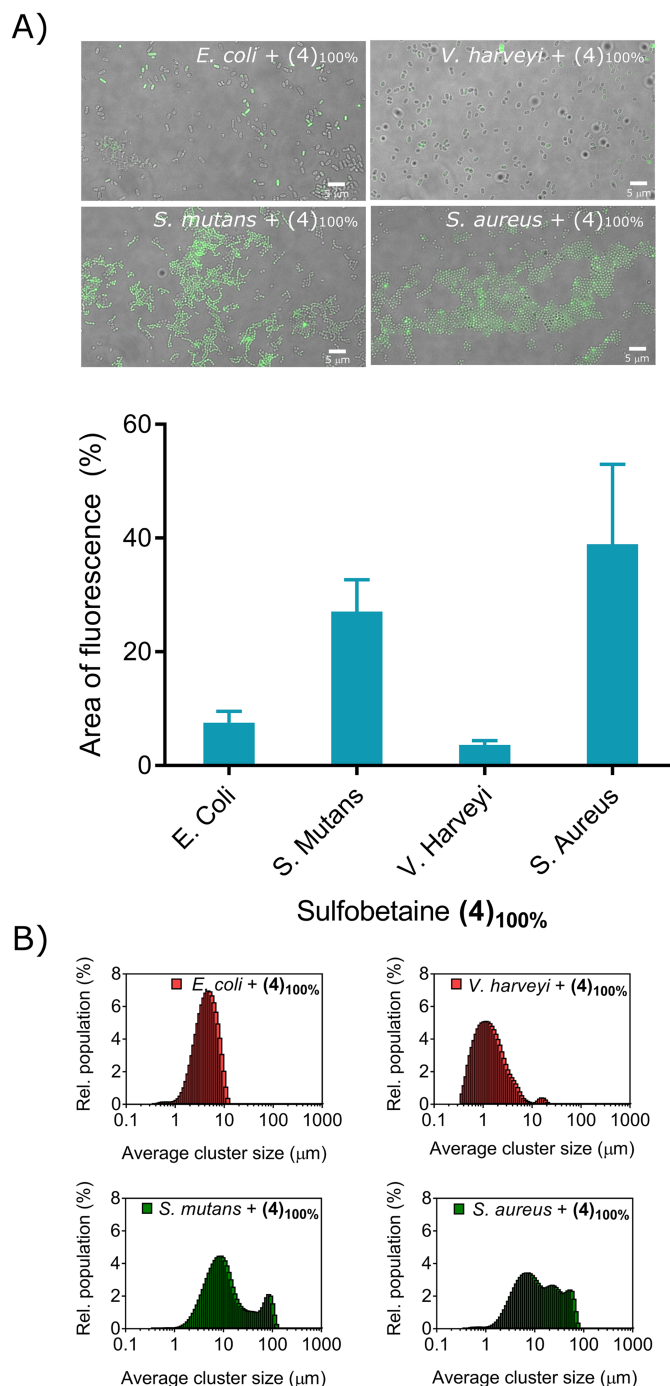 A)
E. coli + (4)100%
V. harveyi + (4)100%
5 µm
5 µm
S. mutans + (4)100%
S. aureus + (4)100%
5 µm
5 µm
Area of fluorescence (%)
60
40
20
0
E. Coli
S. Mutans
V. Harveyi
S. Aureus
Sulfobetaine (4)100%
B)
Rel. population (%)
8
6
4
2
0
E. coli + (4)100%
0.1 1 10 100 1000
Average cluster size (µm)
Rel. population (%)
8
6
4
2
0
V. harveyi + (4)100%
0.1 1 10 100 1000
Average cluster size (µm)
Rel. population (%)
8
6
4
2
0
S. mutans + (4)100%
0.1 1 10 100 1000
Average cluster size (µm)
Rel. population (%)
8
6
4
2
0
S. aureus + (4)100%
0.1 1 10 100 1000
Average cluster size (µm)